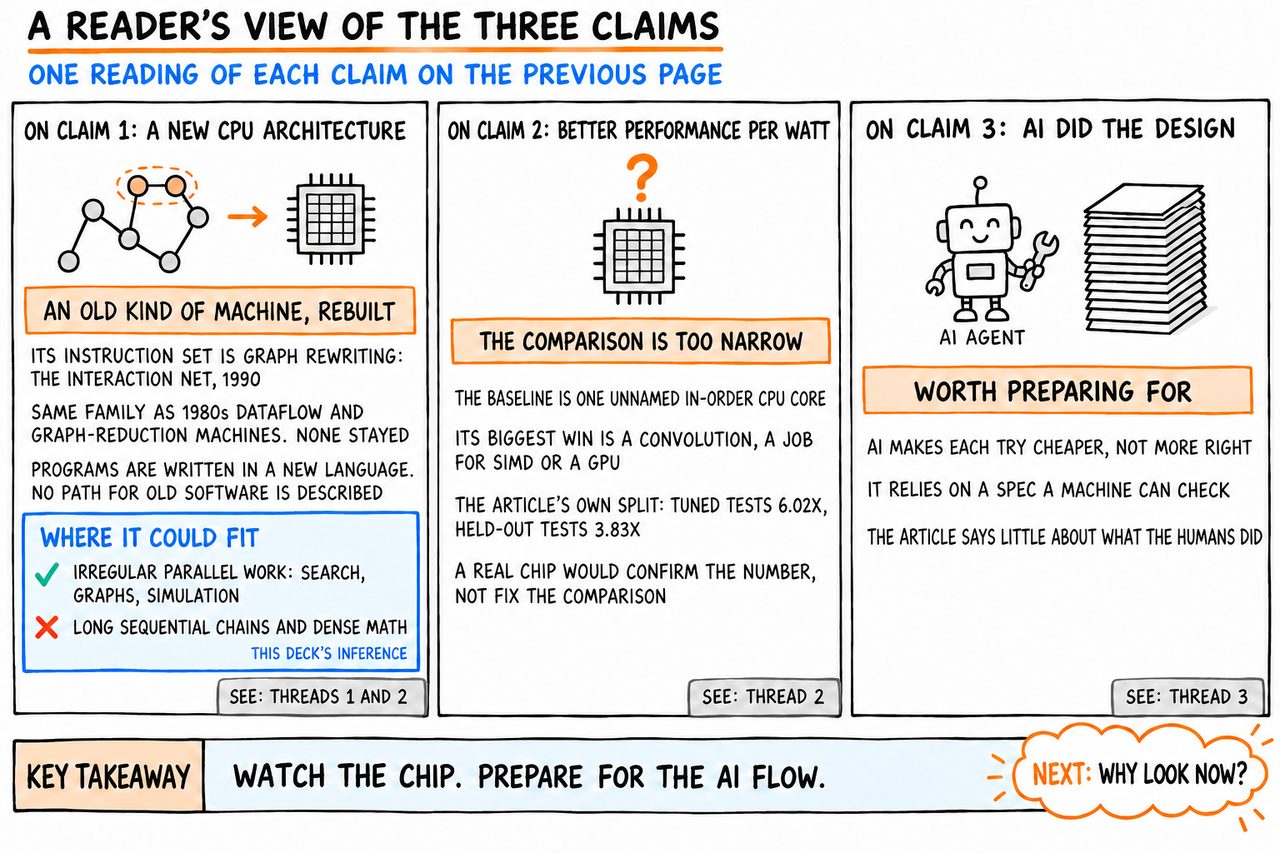 A READER'S VIEW OF THE THREE CLAIMS
ONE READING OF EACH CLAIM ON THE PREVIOUS PAGE
ON CLAIM 1: A NEW CPU ARCHITECTURE
AN OLD KIND OF MACHINE, REBUILT
ITS INSTRUCTION SET IS GRAPH REWRITING:
THE INTERACTION NET, 1990
SAME FAMILY AS 1980s DATAFLOW AND
GRAPH-REDUCTION MACHINES. NONE STAYED
PROGRAMS ARE WRITTEN IN A NEW LANGUAGE.
NO PATH FOR OLD SOFTWARE IS DESCRIBED
WHERE IT COULD FIT
IRREGULAR PARALLEL WORK: SEARCH,
GRAPHS, SIMULATION
LONG SEQUENTIAL CHAINS AND DENSE MATH
THIS DECK'S INFERENCE
SEE: THREADS 1 AND 2
ON CLAIM 2: BETTER PERFORMANCE PER WATT
?
THE COMPARISON IS TOO NARROW
THE BASELINE IS ONE UNNAMED IN-ORDER CPU CORE
ITS BIGGEST WIN IS A CONVOLUTION, A JOB
FOR SIMD OR A GPU
THE ARTICLE'S OWN SPLIT: TUNED TESTS 6.02X,
HELD-OUT TESTS 3.83X
A REAL CHIP WOULD CONFIRM THE NUMBER,
NOT FIX THE COMPARISON
SEE: THREAD 2
ON CLAIM 3: AI DID THE DESIGN
AI AGENT
WORTH PREPARING FOR
AI MAKES EACH TRY CHEAPER, NOT MORE RIGHT
IT RELIES ON A SPEC A MACHINE CAN CHECK
THE ARTICLE SAYS LITTLE ABOUT WHAT THE HUMANS DID
SEE: THREAD 3
KEY TAKEAWAY
WATCH THE CHIP. PREPARE FOR THE AI FLOW.
NEXT: WHY LOOK NOW?